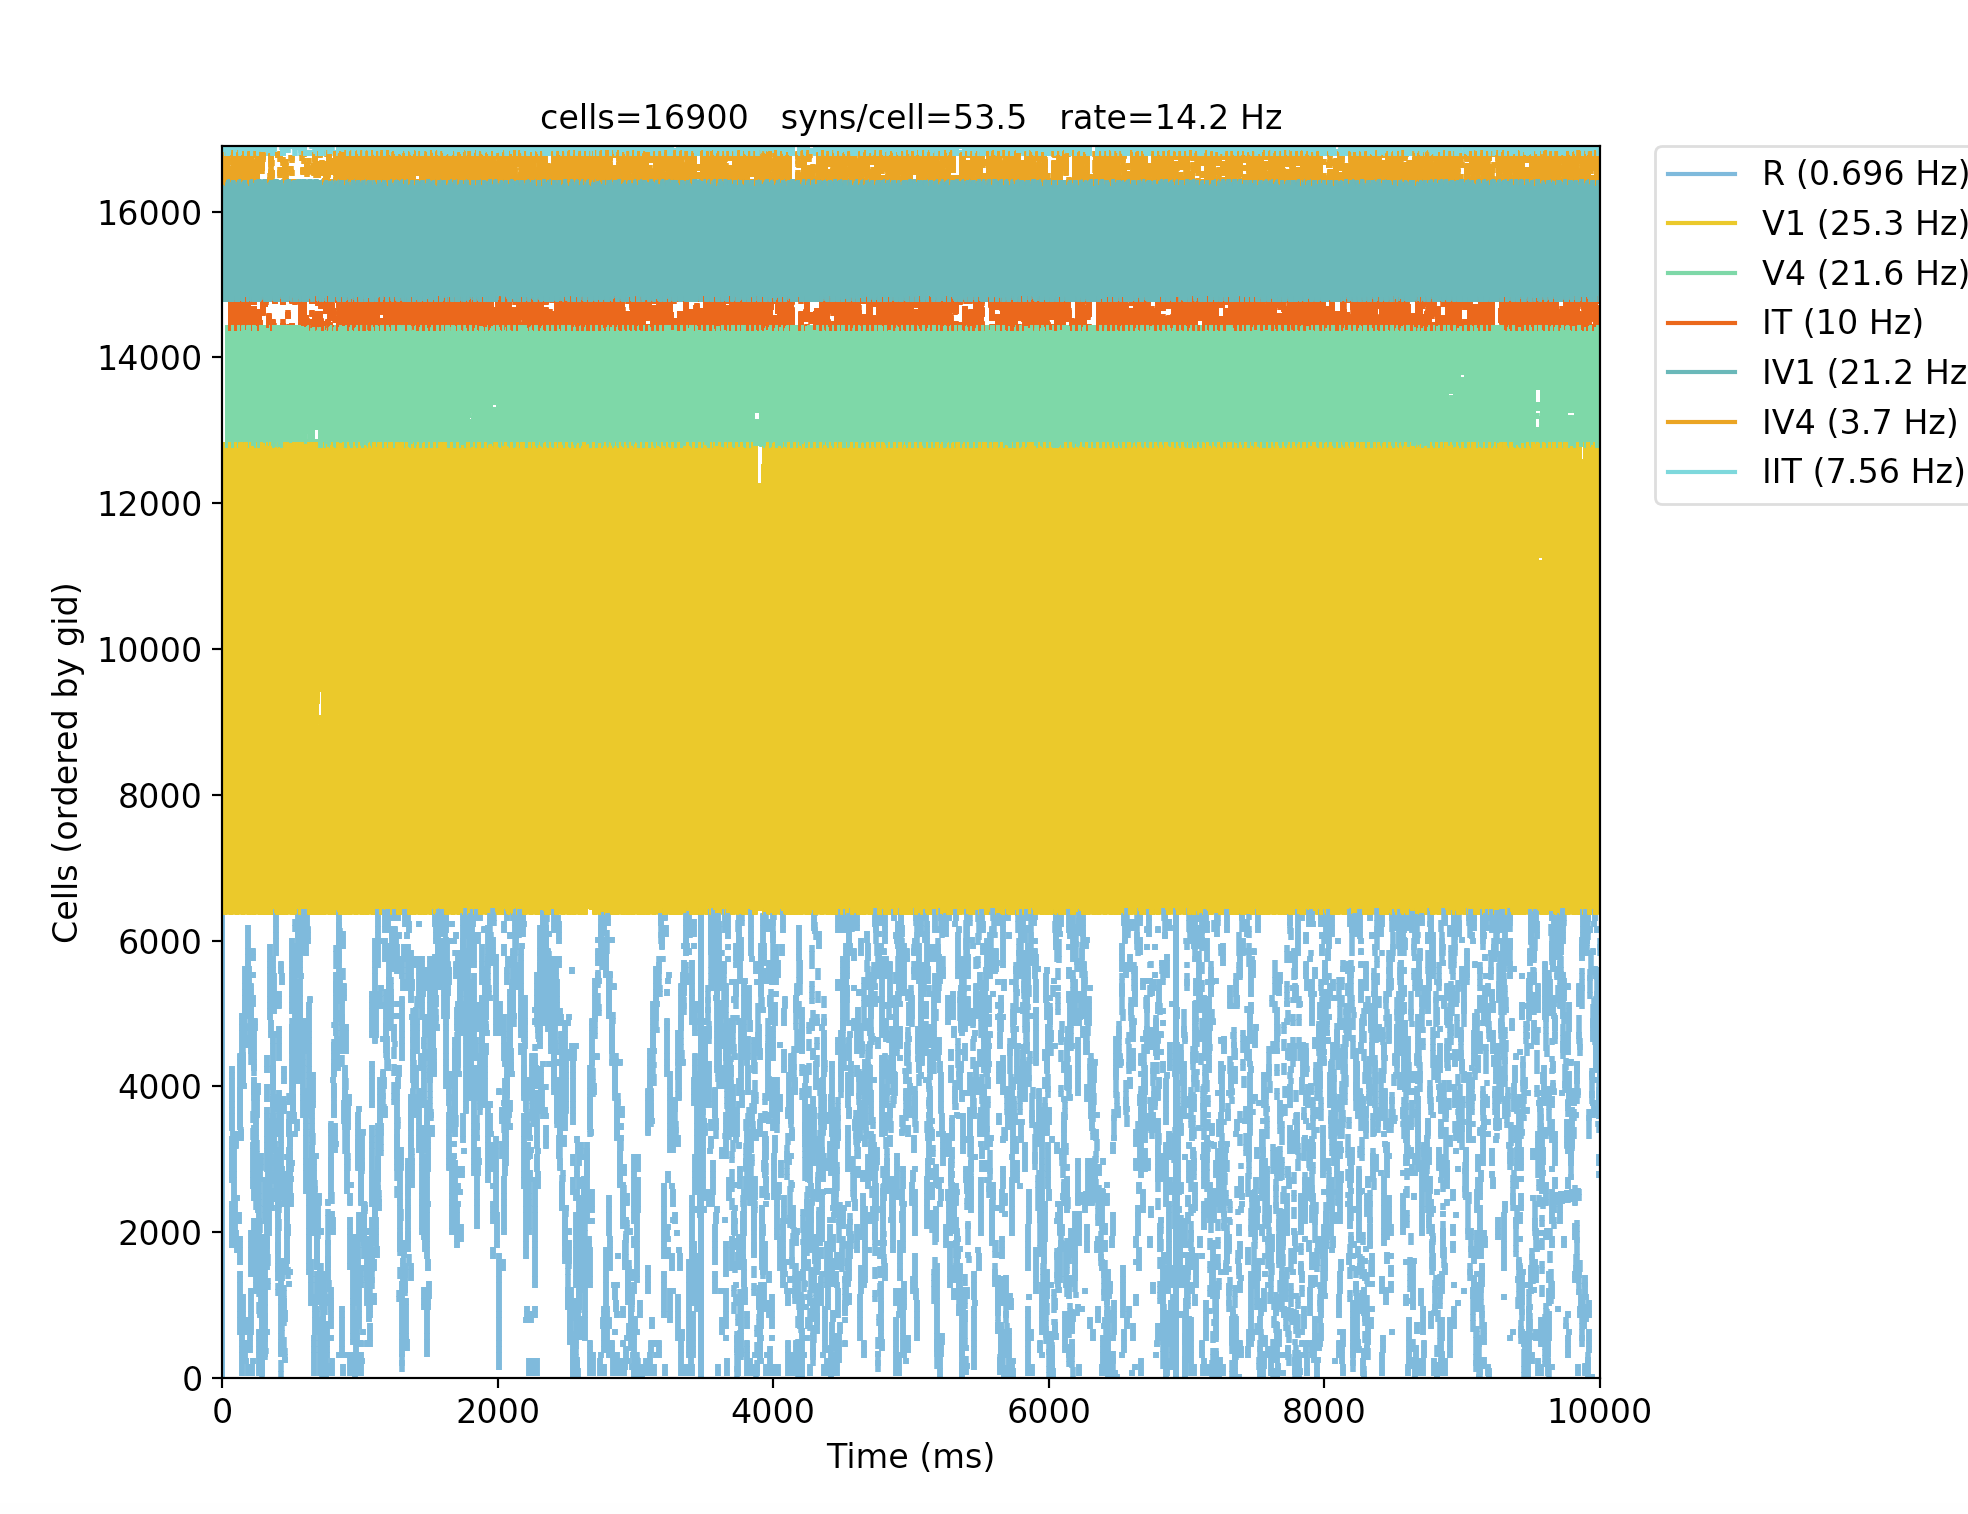 cells=16900   syns/cell=53.5   rate=14.2 Hz
R (0.696 Hz)
V1 (25.3 Hz)
V4 (21.6 Hz)
IT (10 Hz)
IV1 (21.2 Hz
IV4 (3.7 Hz)
IIT (7.56 Hz)
Cells (ordered by gid)
16000
14000
12000
10000
8000
6000
4000
2000
0
0 2000 4000 6000 8000 10000
Time (ms)